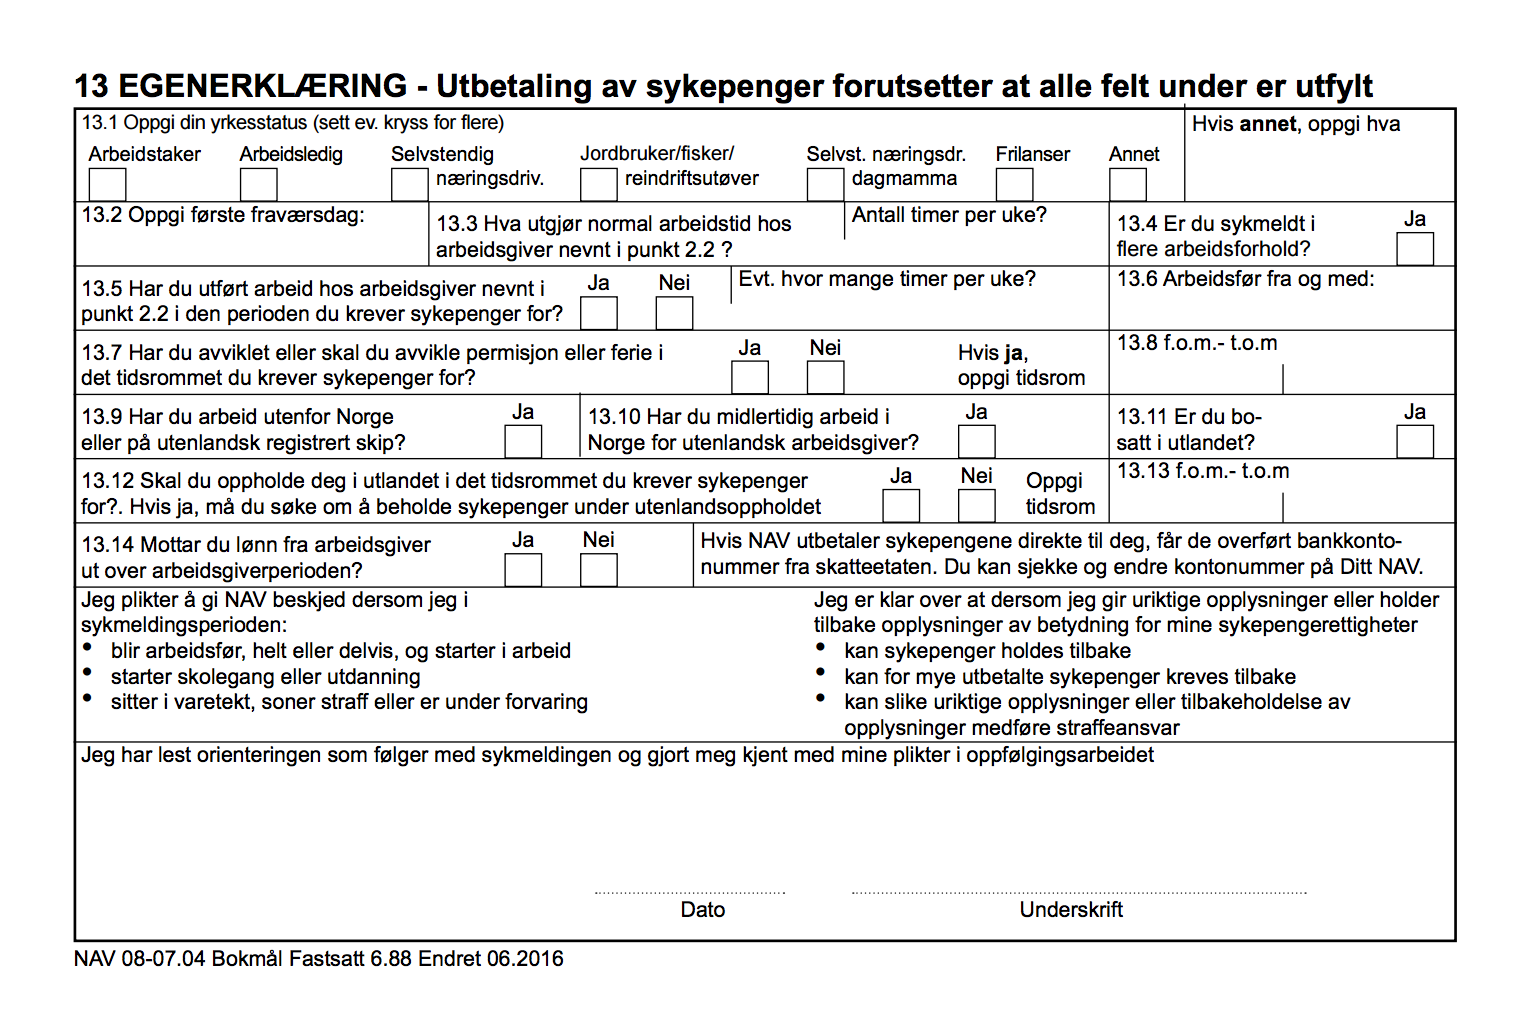 13 EGENERKLÆRING - Utbetaling av sykepenger forutsetter at alle felt under er utfylt
13.1 Oppgi din yrkesstatus (sett ev. kryss for flere)
Hvis annet, oppgi hva
Arbeidstaker
Arbeidsledig
Selvstendig
næringsdriv.
Jordbruker/fisker/
reindriftsutøver
Selvst. næringsdr.
dagmamma
Frilanser
Annet
13.2 Oppgi første fraværsdag:
13.3 Hva utgjør normal arbeidstid hos
arbeidsgiver nevnt i punkt 2.2 ?
Antall timer per uke?
13.4 Er du sykmeldt i
flere arbeidsforhold?
Ja
13.5 Har du utført arbeid hos arbeidsgiver nevnt i
punkt 2.2 i den perioden du krever sykepenger for?
Ja
Nei
Evt. hvor mange timer per uke?
13.6 Arbeidsfør fra og med:
13.7 Har du avviklet eller skal du avvikle permisjon eller ferie i
det tidsrommet du krever sykepenger for?
Ja
Nei
Hvis ja,
oppgi tidsrom
13.8 f.o.m.- t.o.m
13.9 Har du arbeid utenfor Norge
eller på utenlandsk registrert skip?
Ja
13.10 Har du midlertidig arbeid i
Norge for utenlandsk arbeidsgiver?
Ja
13.11 Er du bo-
satt i utlandet?
Ja
13.12 Skal du oppholde deg i utlandet i det tidsrommet du krever sykepenger
for?. Hvis ja, må du søke om å beholde sykepenger under utenlandsoppholdet
Ja
Nei
Oppgi
tidsrom
13.13 f.o.m.- t.o.m
13.14 Mottar du lønn fra arbeidsgiver
ut over arbeidsgiverperioden?
Ja
Nei
Hvis NAV utbetaler sykepengene direkte til deg, får de overført bankkonto-
nummer fra skatteetaten. Du kan sjekke og endre kontonummer på Ditt NAV.
Jeg plikter å gi NAV beskjed dersom jeg i
sykmeldingsperioden:
• blir arbeidsfør, helt eller delvis, og starter i arbeid
• starter skolegang eller utdanning
• sitter i varetekt, soner straff eller er under forvaring
Jeg er klar over at dersom jeg gir uriktige opplysninger eller holder
tilbake opplysninger av betydning for mine sykepengerettigheter
• kan sykepenger holdes tilbake
• kan for mye utbetalte sykepenger kreves tilbake
• kan slike uriktige opplysninger eller tilbakeholdelse av
opplysninger medføre straffeansvar
Jeg har lest orienteringen som følger med sykmeldingen og gjort meg kjent med mine plikter i oppfølgingsarbeidet
Dato
Underskrift
NAV 08-07.04 Bokmål Fastsatt 6.88 Endret 06.2016